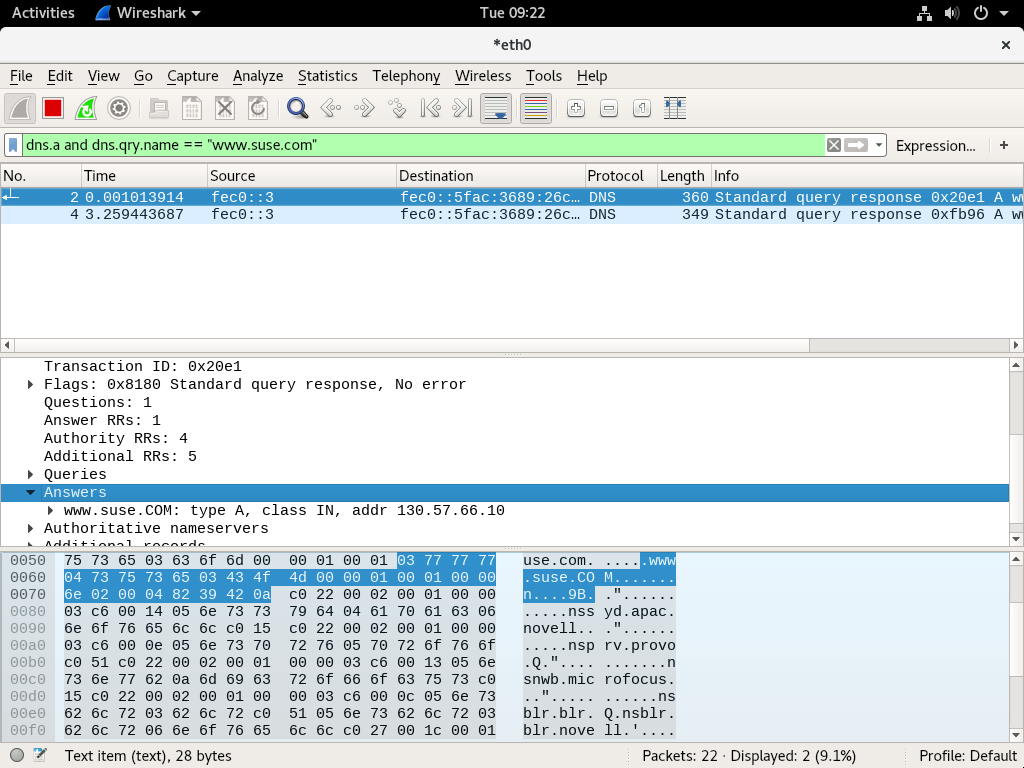 Activities Wireshark Tue 09:22
*eth0
File Edit View Go Capture Analyze Statistics Telephony Wireless Tools Help
dns.a and dns.qry.name == "www.suse.com" Expression... +
No. Time Source Destination Protocol Length Info
2 0.001013914 fec0::3 fec0::5fac:3689:26c… DNS 360 Standard query response 0x20e1 A
4 3.259443687 fec0::3 fec0::5fac:3689:26c… DNS 349 Standard query response 0xfb96 A
Transaction ID: 0x20e1
Flags: 0x8180 Standard query response, No error
Questions: 1
Answer RRs: 1
Authority RRs: 4
Additional RRs: 5
Queries
Answers
www.suse.COM: type A, class IN, addr 130.57.66.10
Authoritative nameservers
Additional records
0050 75 73 65 03 63 6f 6d 00 00 01 00 01 03 77 77 77 use.com. .....www
0060 04 73 75 73 65 03 43 4f 4d 00 00 01 00 01 00 00 .suse.CO M.......
0070 6e 02 00 04 82 39 42 0a c0 22 00 02 00 01 00 00 n....9B. ."......
0080 03 c6 00 14 05 6e 73 73 79 64 04 61 70 61 63 06 .....nss yd.apac.
0090 6e 6f 76 65 6c 6c c0 15 c0 22 00 02 00 01 00 00 novell.. ."......
00a0 03 c6 00 0e 05 6e 73 70 72 76 05 70 72 6f 76 6f .....nsp rv.provo
00b0 c0 51 c0 22 00 02 00 01 00 00 03 c6 00 13 05 6e .Q.".... .......n
00c0 73 6e 77 62 0a 6d 69 63 72 6f 66 6f 63 75 73 c0 snwb.mic rofocus.
00d0 15 c0 22 00 02 00 01 00 00 03 c6 00 0c 05 6e 73 ..”..... ......ns
00e0 62 6c 72 03 62 6c 72 c0 51 05 6e 73 62 6c 72 03 blr.blr. Q.nsblr.
00f0 62 6c 72 06 6e 6f 76 65 6c 6c c0 27 00 1c 00 01 blr.nove ll.'....
Text item (text), 28 bytes Packets: 22 · Displayed: 2 (9.1%) Profile: Default